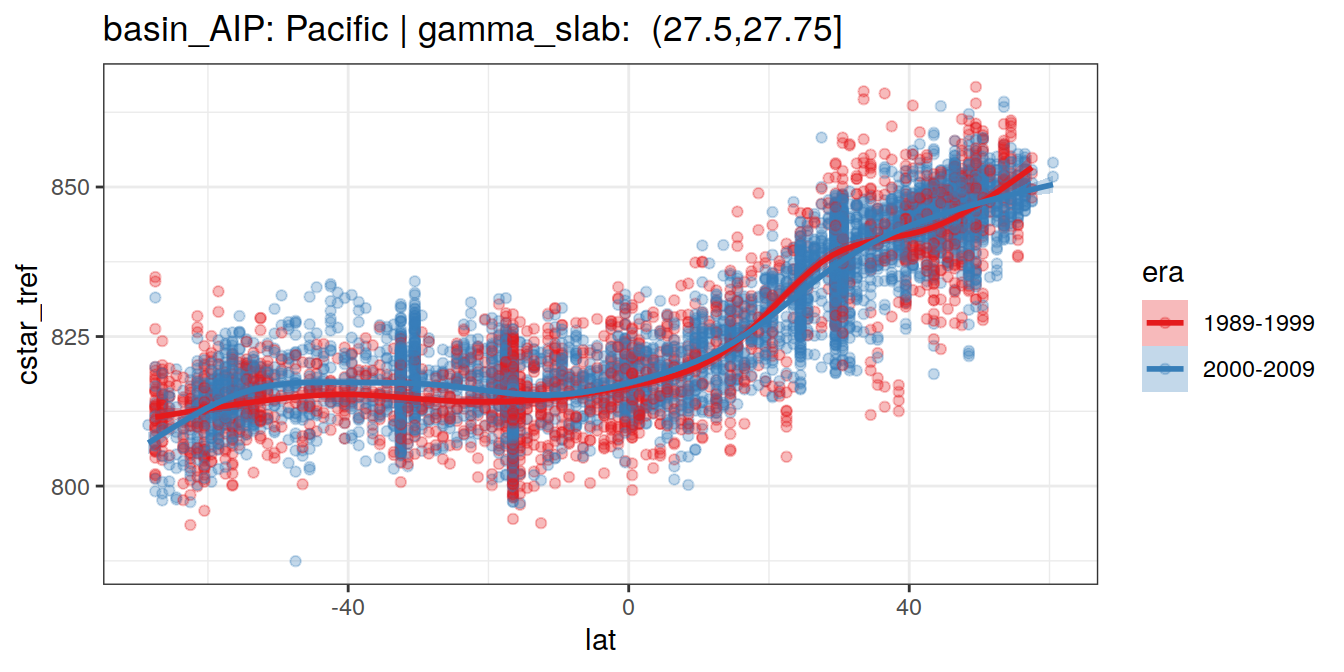 basin_AIP: Pacific | gamma_slab:  (27.5,27.75]
cstar_tref
850
825
800
-40
0
40
lat
era
1989-1999
2000-2009